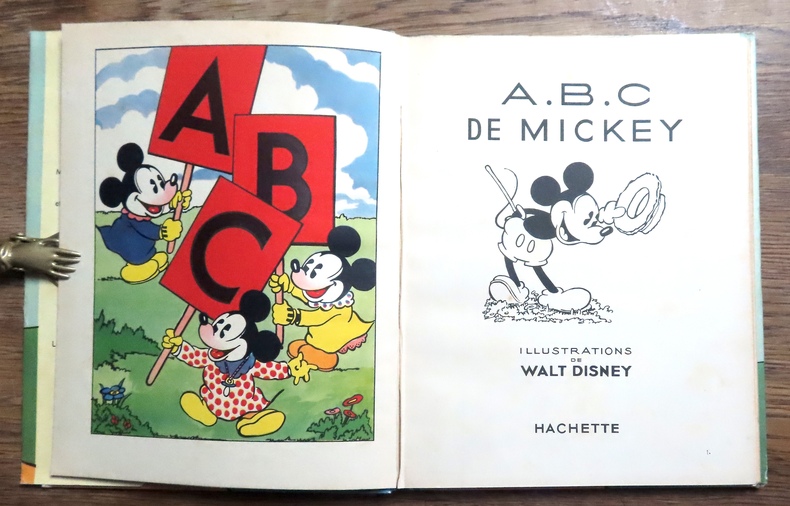 A
B
C
A.B.C
DE MICKEY
ILLUSTRATIONS
DE
WALT DISNEY
HACHETTE